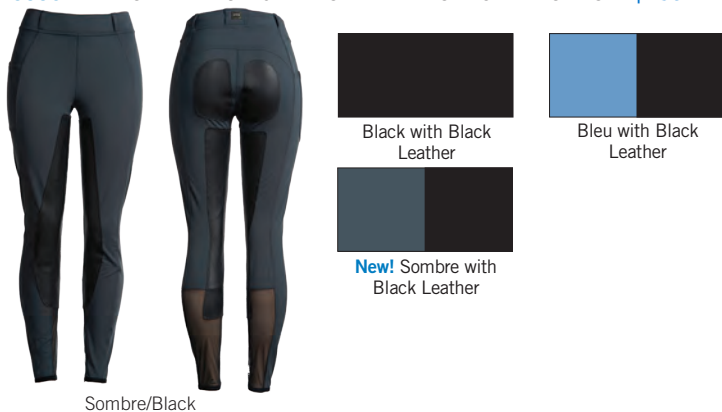 Black with Black
Leather
Bleu with Black
Leather
New! Sombre with
Black Leather
Sombre/Black